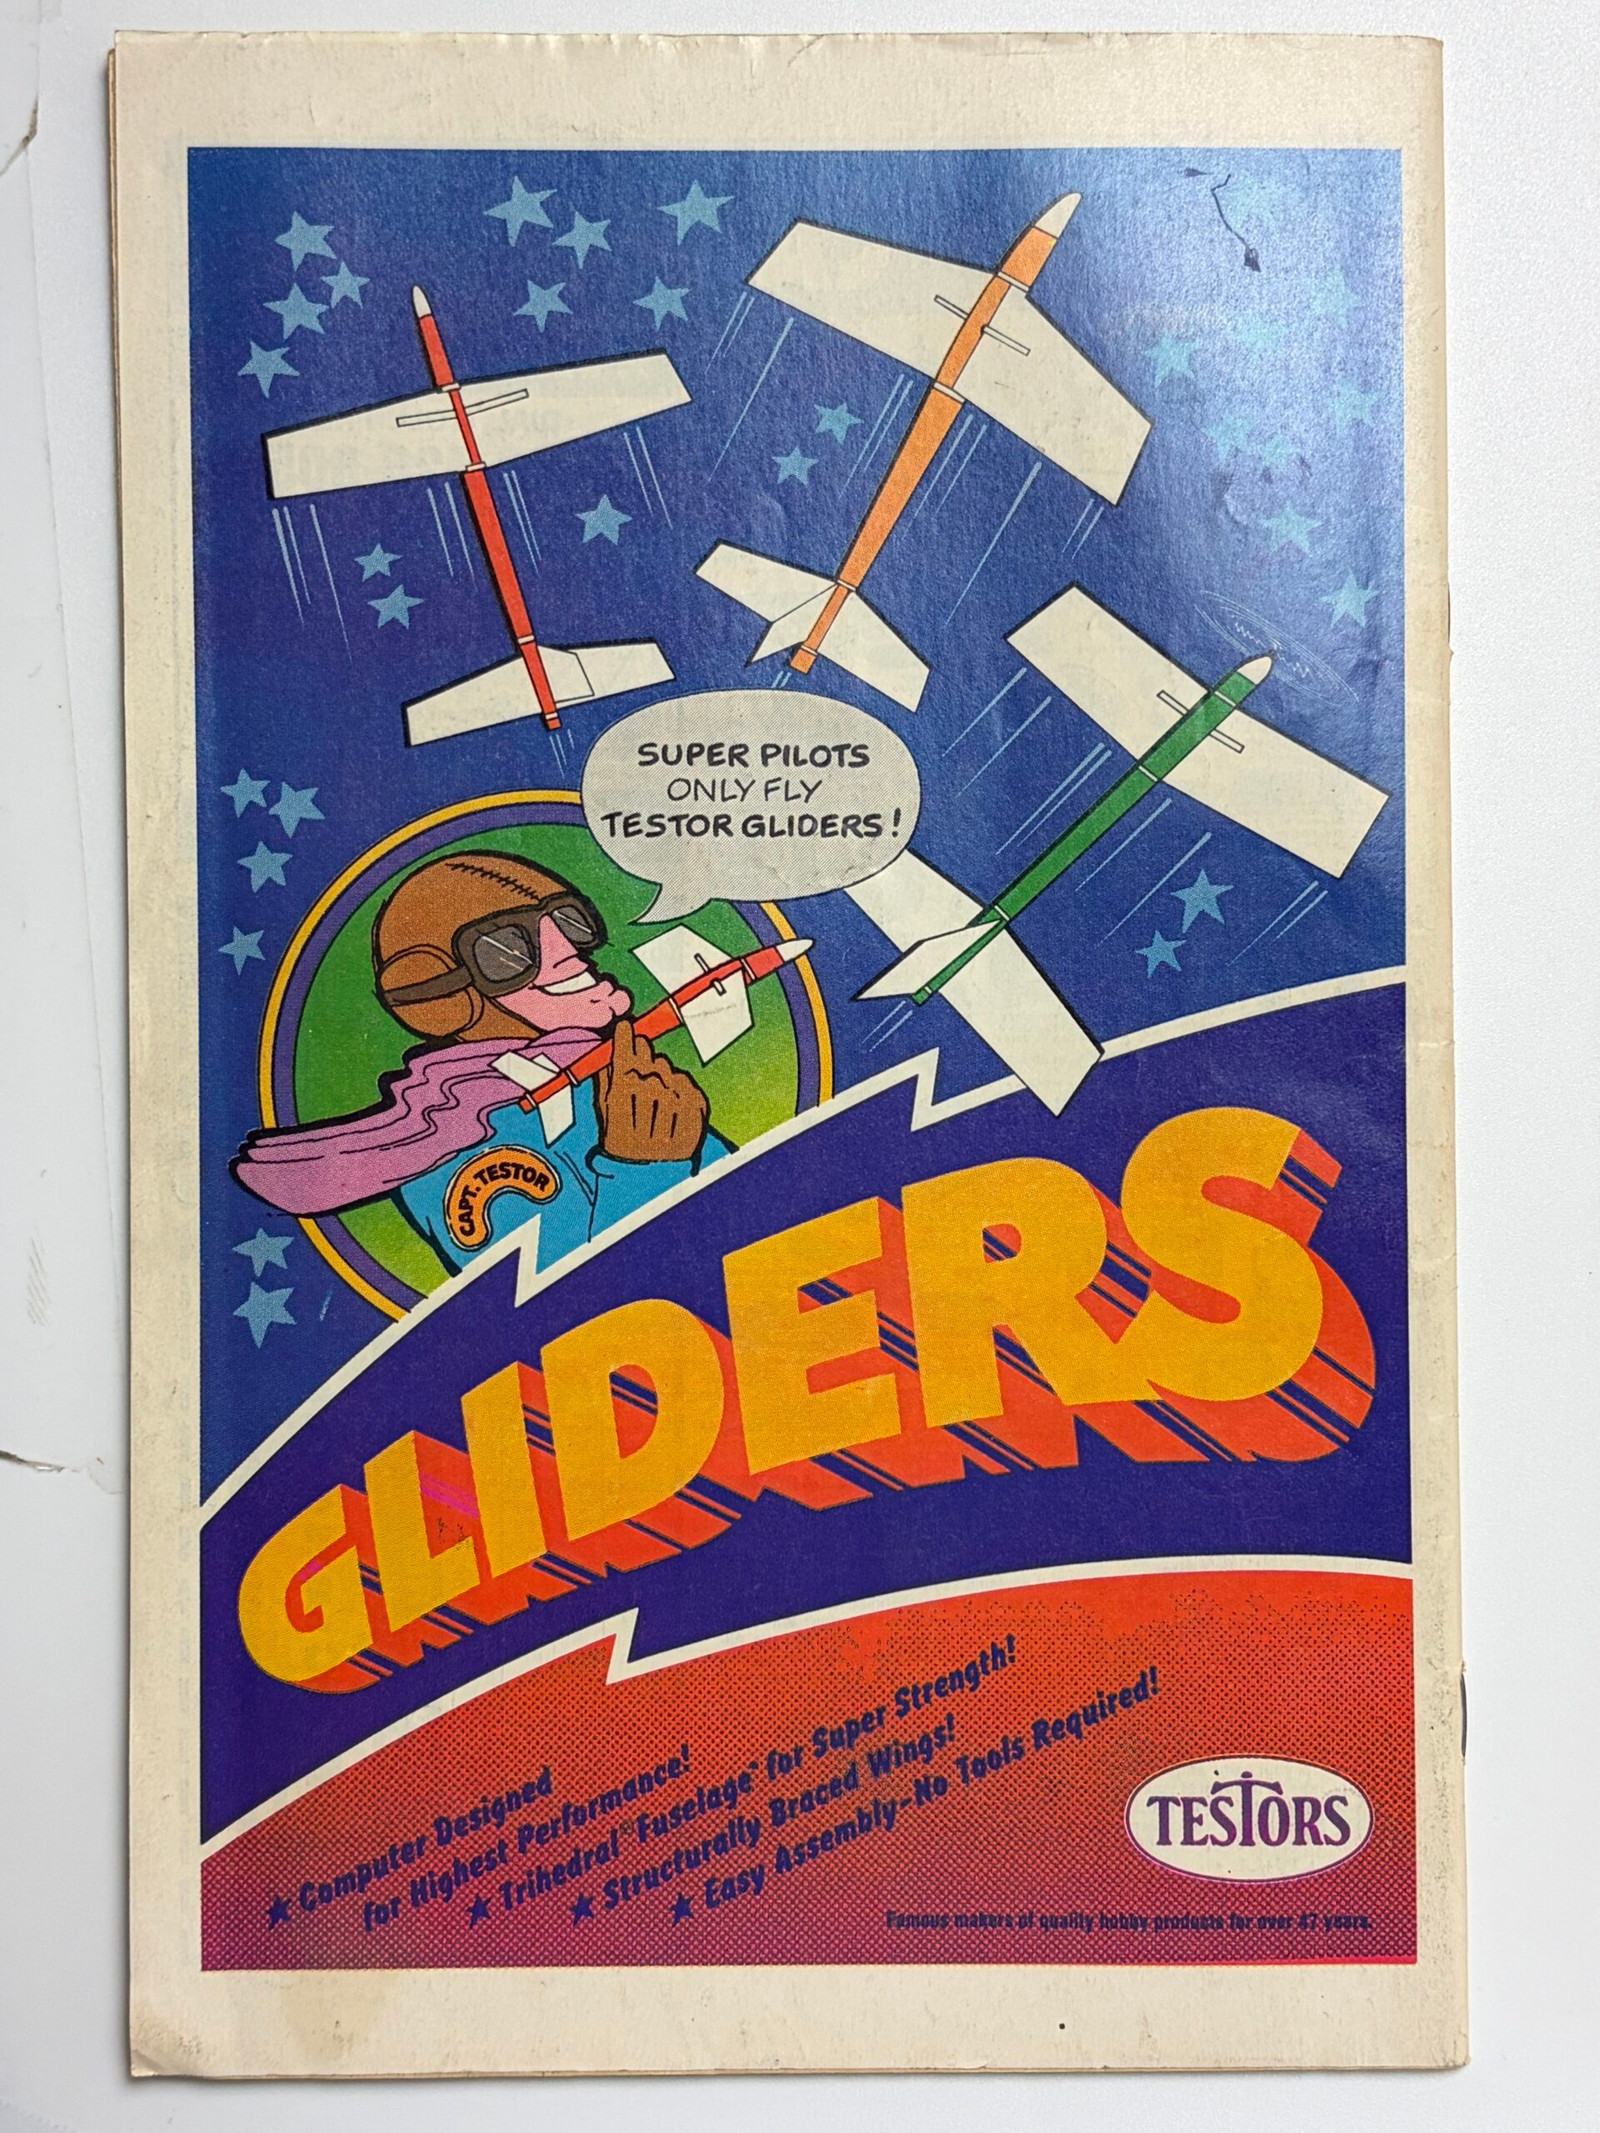 SUPER PILOTS
ONLY FLY
TESTOR GLIDERS!
CAPT. TESTOR
GLIDERS
★ Computer Designed
for Highest Performance!
★ Trihedral® Fuselage™ for Super Strength!
★ Structurally Braced Wings!
★ Easy Assembly-No Tools Required!
TESTORS
Famous makers of quality hobby products for over 47 years.